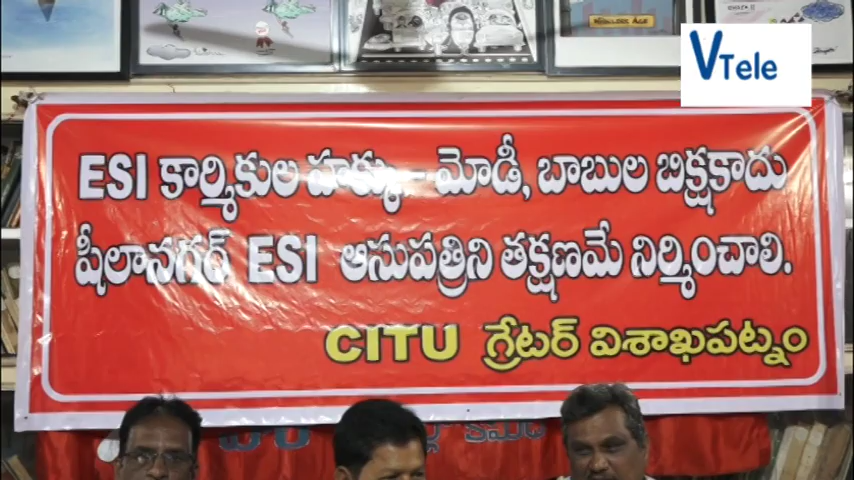 VTele
ESI కార్మికుల హక్కు - మోడీ, బాబుల బిక్షకాదు
షీలానగర్ ESI ఆసుపత్రిని తక్షణమే నిర్మించాలి.
CITU గ్రేటర్ విశాఖపట్నం